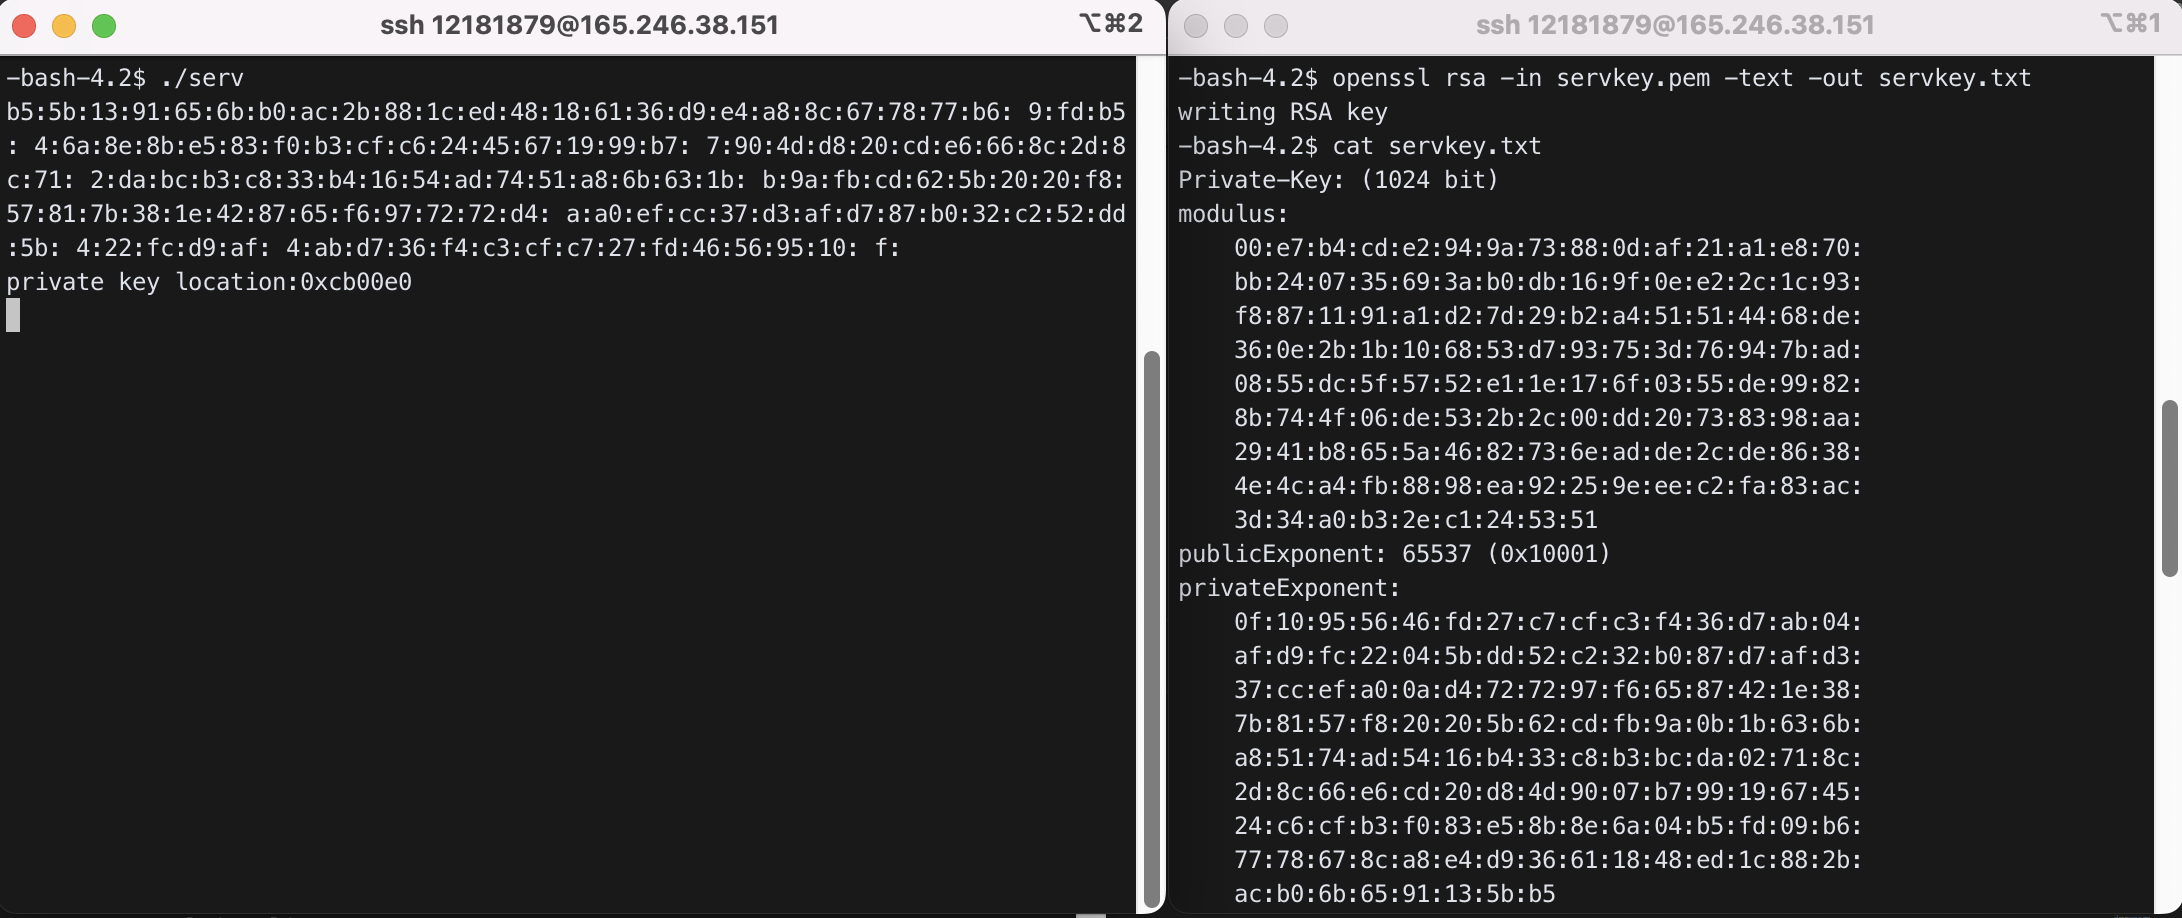 ssh 12181879@165.246.38.151 ⌥⌘2
-bash-4.2$ ./serv
b5:5b:13:91:65:6b:b0:ac:2b:88:1c:ed:48:18:61:36:d9:e4:a8:8c:67:78:77:b6: 9:fd:b5
: 4:6a:8e:8b:e5:83:f0:b3:cf:c6:24:45:67:19:99:b7: 7:90:4d:d8:20:cd:e6:66:8c:2d:8
c:71: 2:da:bc:b3:c8:33:b4:16:54:ad:74:51:a8:6b:63:1b: b:9a:fb:cd:62:5b:20:20:f8:
57:81:7b:38:1e:42:87:65:f6:97:72:72:d4: a:a0:ef:cc:37:d3:af:d7:87:b0:32:c2:52:dd
:5b: 4:22:fc:d9:af: 4:ab:d7:36:f4:c3:cf:c7:27:fd:46:56:95:10: f:
private key location:0xcb00e0
ssh 12181879@165.246.38.151 ⌥⌘1
-bash-4.2$ openssl rsa -in servkey.pem -text -out servkey.txt
writing RSA key
-bash-4.2$ cat servkey.txt
Private-Key: (1024 bit)
modulus:
00:e7:b4:cd:e2:94:9a:73:88:0d:af:21:a1:e8:70:
bb:24:07:35:69:3a:b0:db:16:9f:0e:e2:2c:1c:93:
f8:87:11:91:a1:d2:7d:29:b2:a4:51:51:44:68:de:
36:0e:2b:1b:10:68:53:d7:93:75:3d:76:94:7b:ad:
08:55:dc:5f:57:52:e1:1e:17:6f:03:55:de:99:82:
8b:74:4f:06:de:53:2b:2c:00:dd:20:73:83:98:aa:
29:41:b8:65:5a:46:82:73:6e:ad:de:2c:de:86:38:
4e:4c:a4:fb:88:98:ea:92:25:9e:ee:c2:fa:83:ac:
3d:34:a0:b3:2e:c1:24:53:51
publicExponent: 65537 (0x10001)
privateExponent:
0f:10:95:56:46:fd:27:c7:cf:c3:f4:36:d7:ab:04:
af:d9:fc:22:04:5b:dd:52:c2:32:b0:87:d7:af:d3:
37:cc:ef:a0:0a:d4:72:72:97:f6:65:87:42:1e:38:
7b:81:57:f8:20:20:5b:62:cd:fb:9a:0b:1b:63:6b:
a8:51:74:ad:54:16:b4:33:c8:b3:bc:da:02:71:8c:
2d:8c:66:e6:cd:20:d8:4d:90:07:b7:99:19:67:45:
24:c6:cf:b3:f0:83:e5:8b:8e:6a:04:b5:fd:09:b6:
77:78:67:8c:a8:e4:d9:36:61:18:48:ed:1c:88:2b:
ac:b0:6b:65:91:13:5b:b5